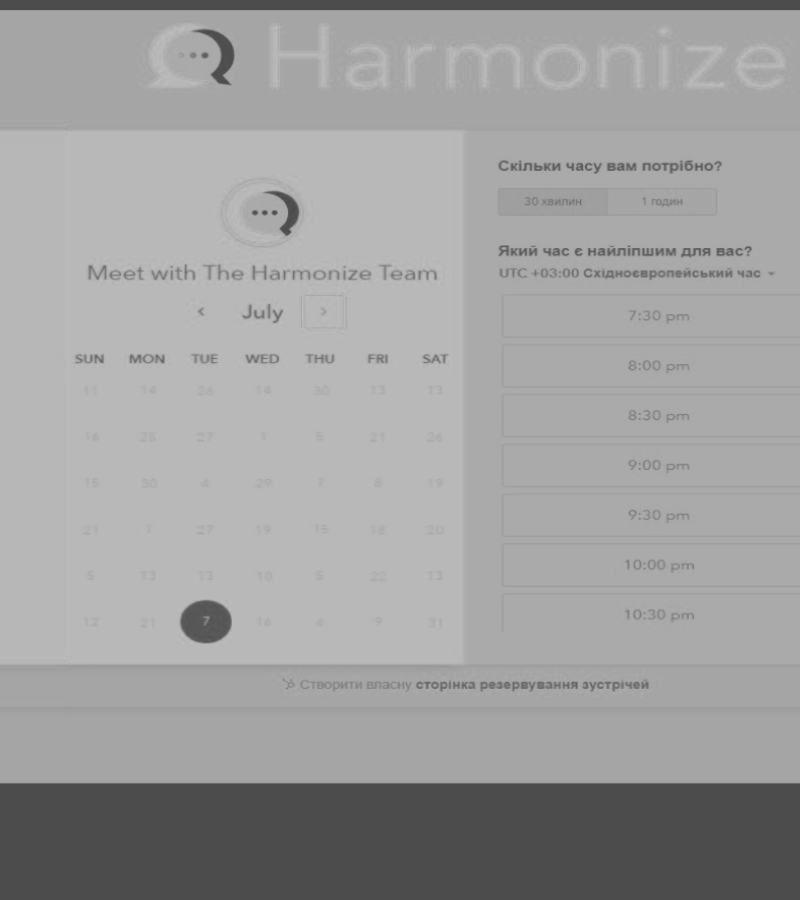 Harmonize
Meet with The Harmonize Team
July
SUN MON TUE WED THU FRI SAT
11 14 26 14 30 13 13
16 25 27 1 5 21 26
15 30 4 29 7 8 19
21 1 27 19 15 18 20
5 13 13 10 5 22 13
12 21 7 16 4 9 31
Скільки часу вам потрібно?
30 хвилин 1 годин
Який час є найліпшим для вас?
UTC +03:00 Східноєвропейський час
7:30 pm
8:00 pm
8:30 pm
9:00 pm
9:30 pm
10:00 pm
10:30 pm
Створити власну сторінка резервування зустрічей